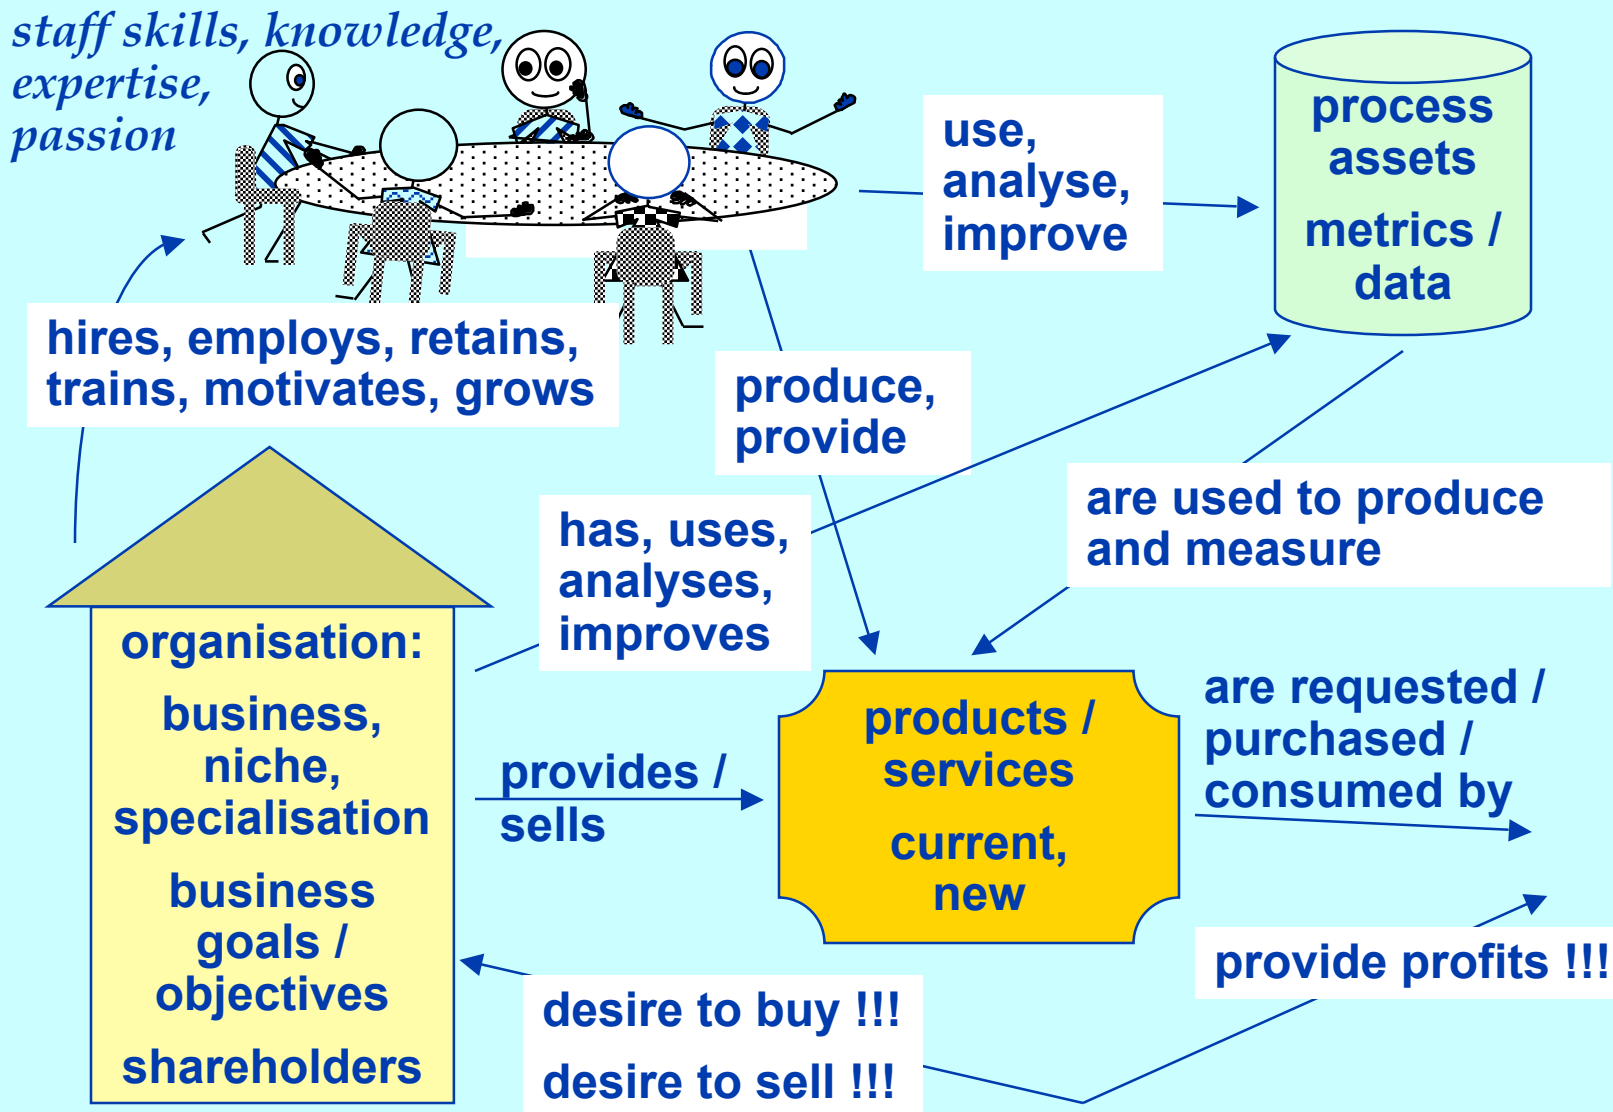 staff skills, knowledge,
expertise,
passion
use,
analyse,
improve
process
assets
metrics /
data
hires, employs, retains,
trains, motivates, grows
produce,
provide
are used to produce
and measure
has, uses,
analyses,
improves
organisation:
business,
niche,
specialisation
business
goals /
objectives
shareholders
provides /
sells
products /
services
current,
new
are requested /
purchased /
consumed by
provide profits !!!
desire to buy !!!
desire to sell !!!